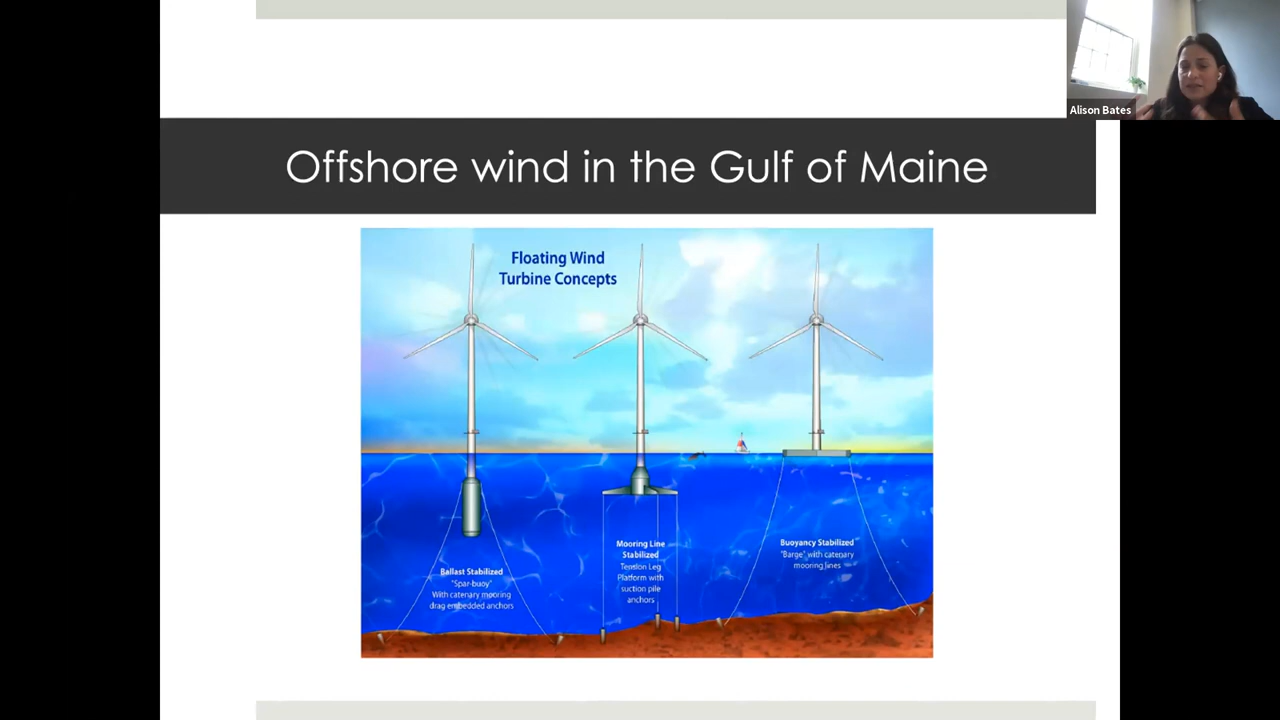 Alison Bates
Offshore wind in the Gulf of Maine
Floating Wind
Turbine Concepts
Ballast Stabilized
"Spar-buoy"
With catenary mooring
drag embedded anchors
Mooring Line
Stabilized
Tension Leg
Platform with
suction pile
anchors
Buoyancy Stabilized
"Barge" with catenary
mooring lines